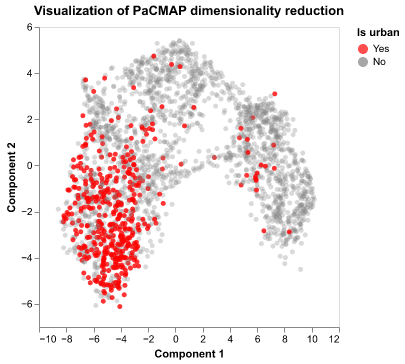 Visualization of PaCMAP dimensionality reduction
Is urban
Yes
No
6
4
2
0
−2
−4
−6
Component 2
−10 −8 −6 −4 −2 0 2 4 6 8 10 12
Component 1